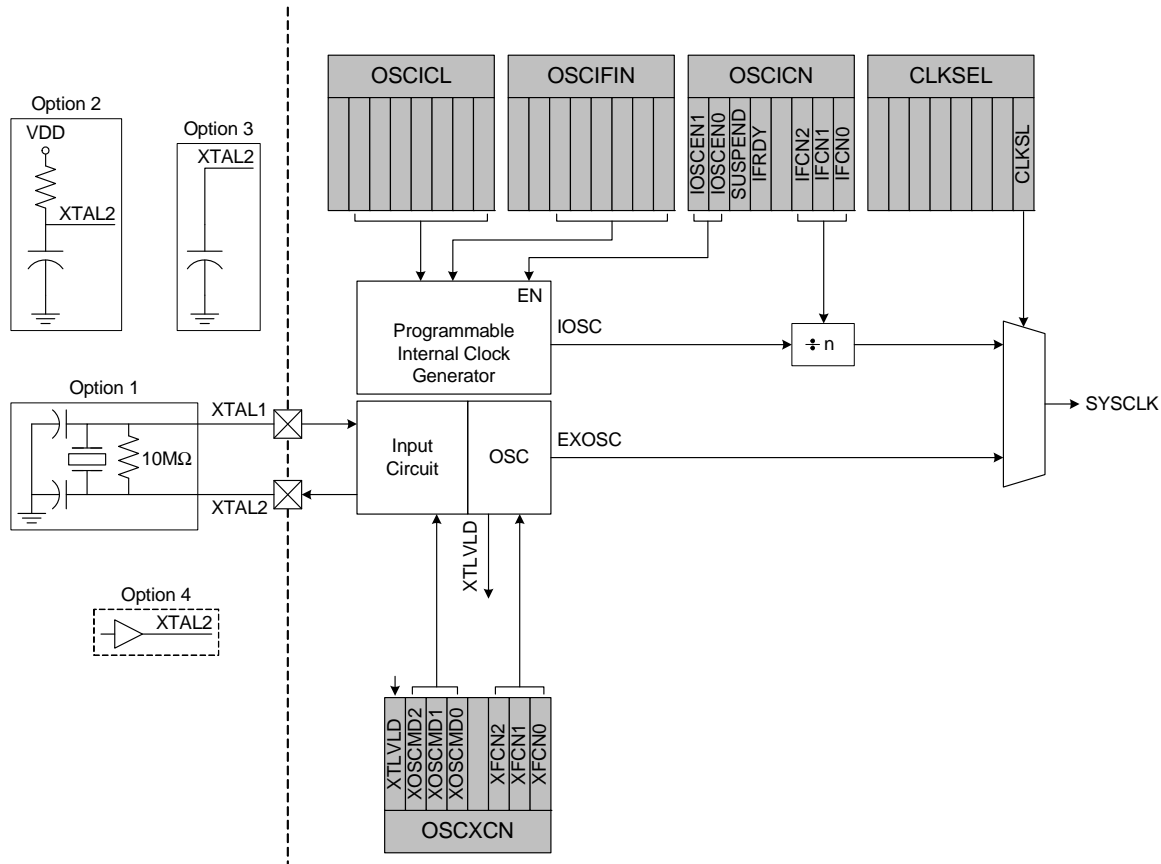 OSCICL
OSCIFIN
OSCICN
CLKSEL
IOSCEN1
IOSCEN0
SUSPEND
IFRDY
IFCN2
IFCN1
IFCN0
CLKSL
Option 2
VDD
XTAL2
Option 3
XTAL2
EN
Programmable
Internal Clock
Generator
IOSC
÷ n
SYSCLK
Option 1
XTAL1
10MΩ
XTAL2
Input
Circuit
OSC
EXOSC
XTLVLD
Option 4
XTAL2
XTLVLD
XOSCMD2
XOSCMD1
XOSCMD0
XFCN2
XFCN1
XFCN0
OSCXCN